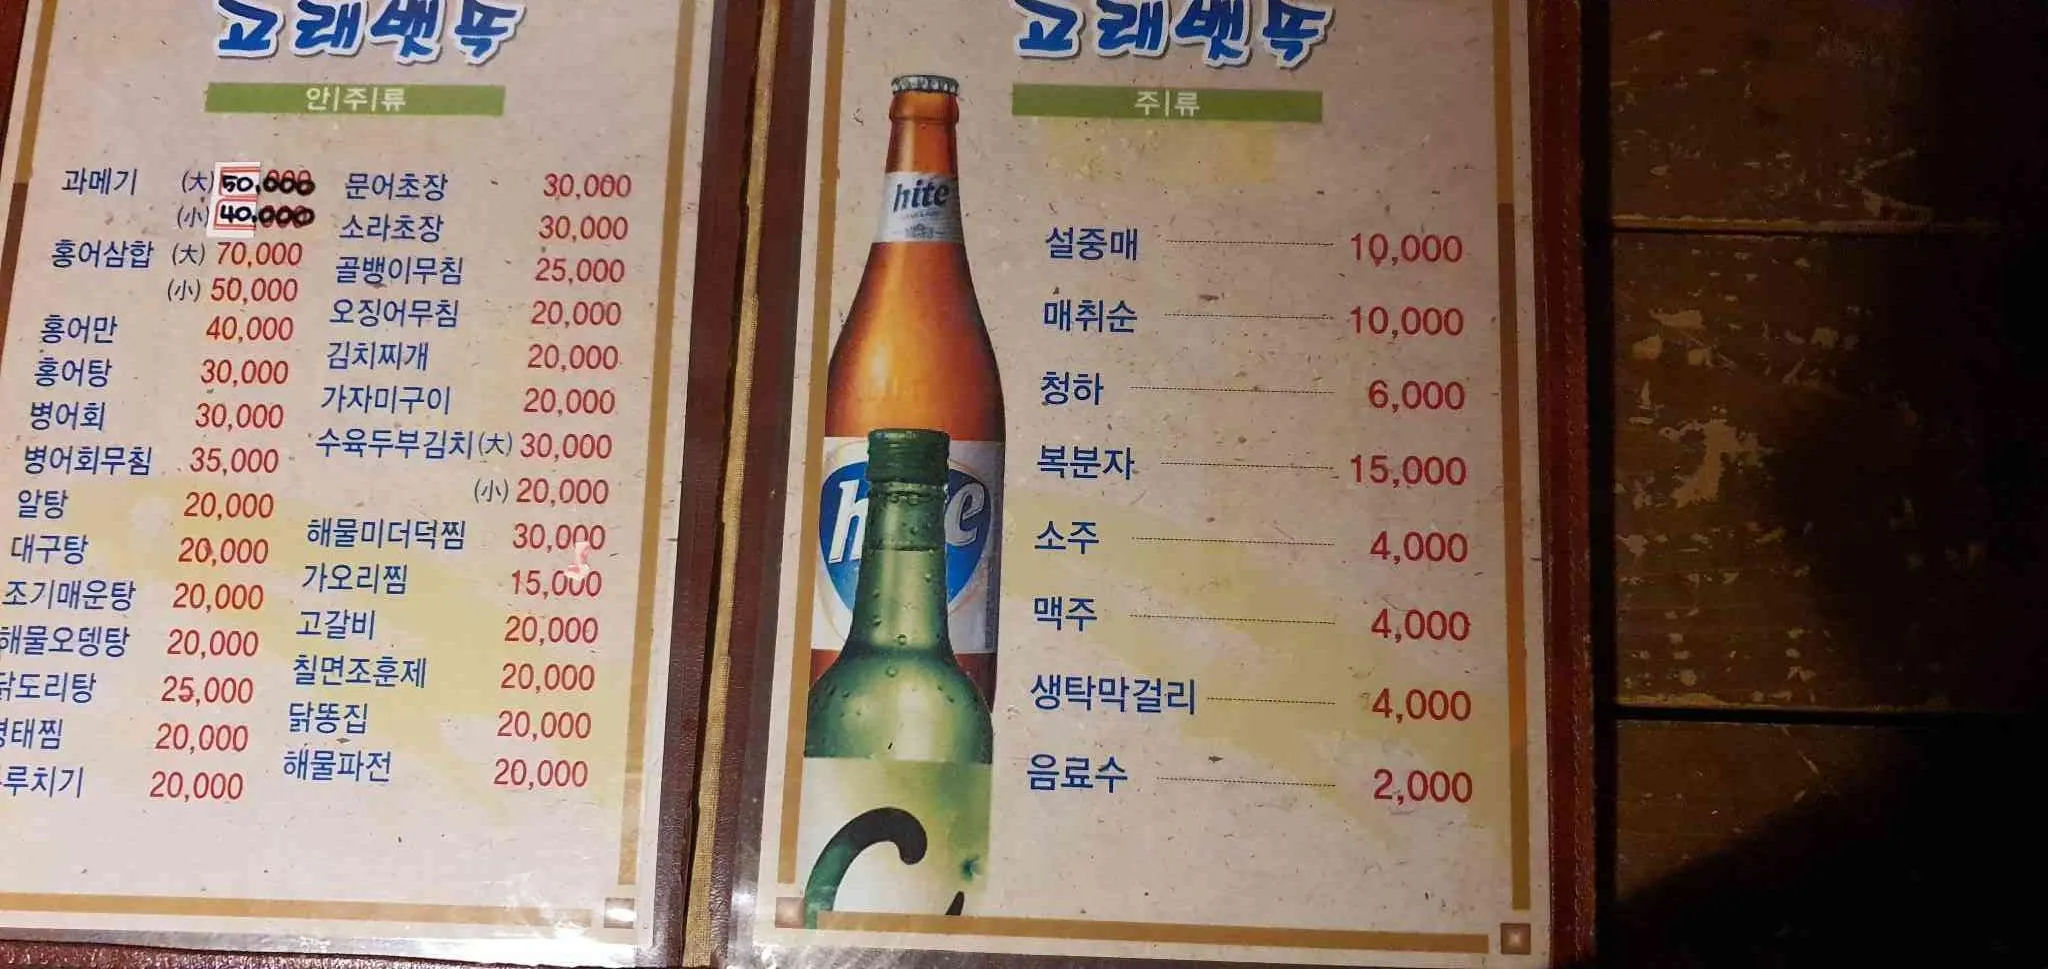 고래뱃속
안|주|류
과메기 (大) 50,000
(小) 40,000
홍어삼합 (大) 70,000
(小) 50,000
홍어만 40,000
홍어탕 30,000
병어회 30,000
병어회무침 35,000
알탕 20,000
대구탕 20,000
조기매운탕 20,000
해물오뎅탕 20,000
닭도리탕 25,000
명태찜 20,000
루치기 20,000
문어초장 30,000
소라초장 30,000
골뱅이무침 25,000
오징어무침 20,000
김치찌개 20,000
가자미구이 20,000
수육두부김치 (大) 30,000
(小) 20,000
해물미더덕찜 30,000
가오리찜 15,000
고갈비 20,000
칠면조훈제 20,000
닭똥집 20,000
해물파전 20,000
고래뱃속
주|류
hite
hite
설중매 10,000
매취순 10,000
청하 6,000
복분자 15,000
소주 4,000
맥주 4,000
생탁막걸리 4,000
음료수 2,000